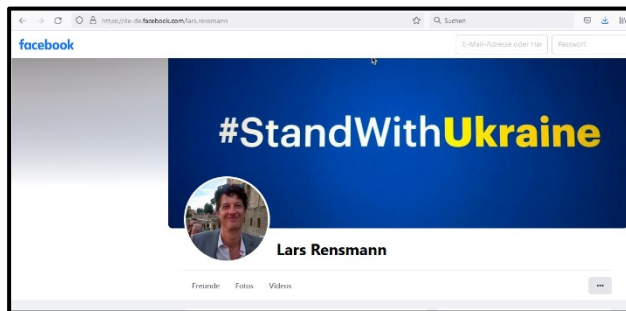 https://de-de.facebook.com/lars.rensmann
Suchen
facebook
E-Mail-Adresse oder Han
Passwort
#StandWithUkraine
Lars Rensmann
Freunde Fotos Videos